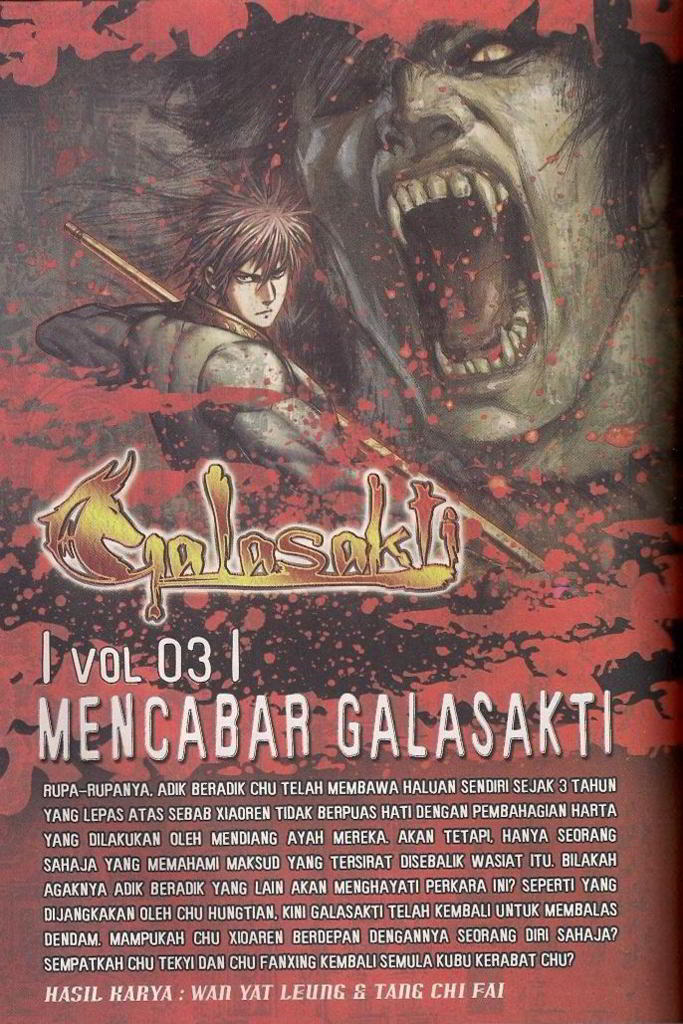 Galasakti
| VOL 03 |
MENCABAR GALASAKTI
RUPA-RUPANYA, ADIK BERADIK CHU TELAH MEMBAWA HALUAN SENDIRI SEJAK 3 TAHUN
YANG LEPAS ATAS SEBAB XIAOREN TIDAK BERPUAS HATI DENGAN PEMBAHAGIAN HARTA
YANG DILAKUKAN OLEH MENDIANG AYAH MEREKA. AKAN TETAPI, HANYA SEORANG
SAHAJA YANG MEMAHAMI MAKSUD YANG TERSIRAT DISEBALIK WASIAT ITU. BILAKAH
AGAKNYA ADIK BERADIK YANG LAIN AKAN MENGHAYATI PERKARA INI? SEPERTI YANG
DIJANGKAKAN OLEH CHU HUNGTIAN, KINI GALASAKTI TELAH KEMBALI UNTUK MEMBALAS
DENDAM. MAMPUKAH CHU XIOAREN BERDEPAN DENGANNYA SEORANG DIRI SAHAJA?
SEMPATKAH CHU TEKYI DAN CHU FANXING KEMBALI SEMULA KUBU KERABAT CHU?
HASIL KARYA : WAN YAT LEUNG & TANG CHI FAI